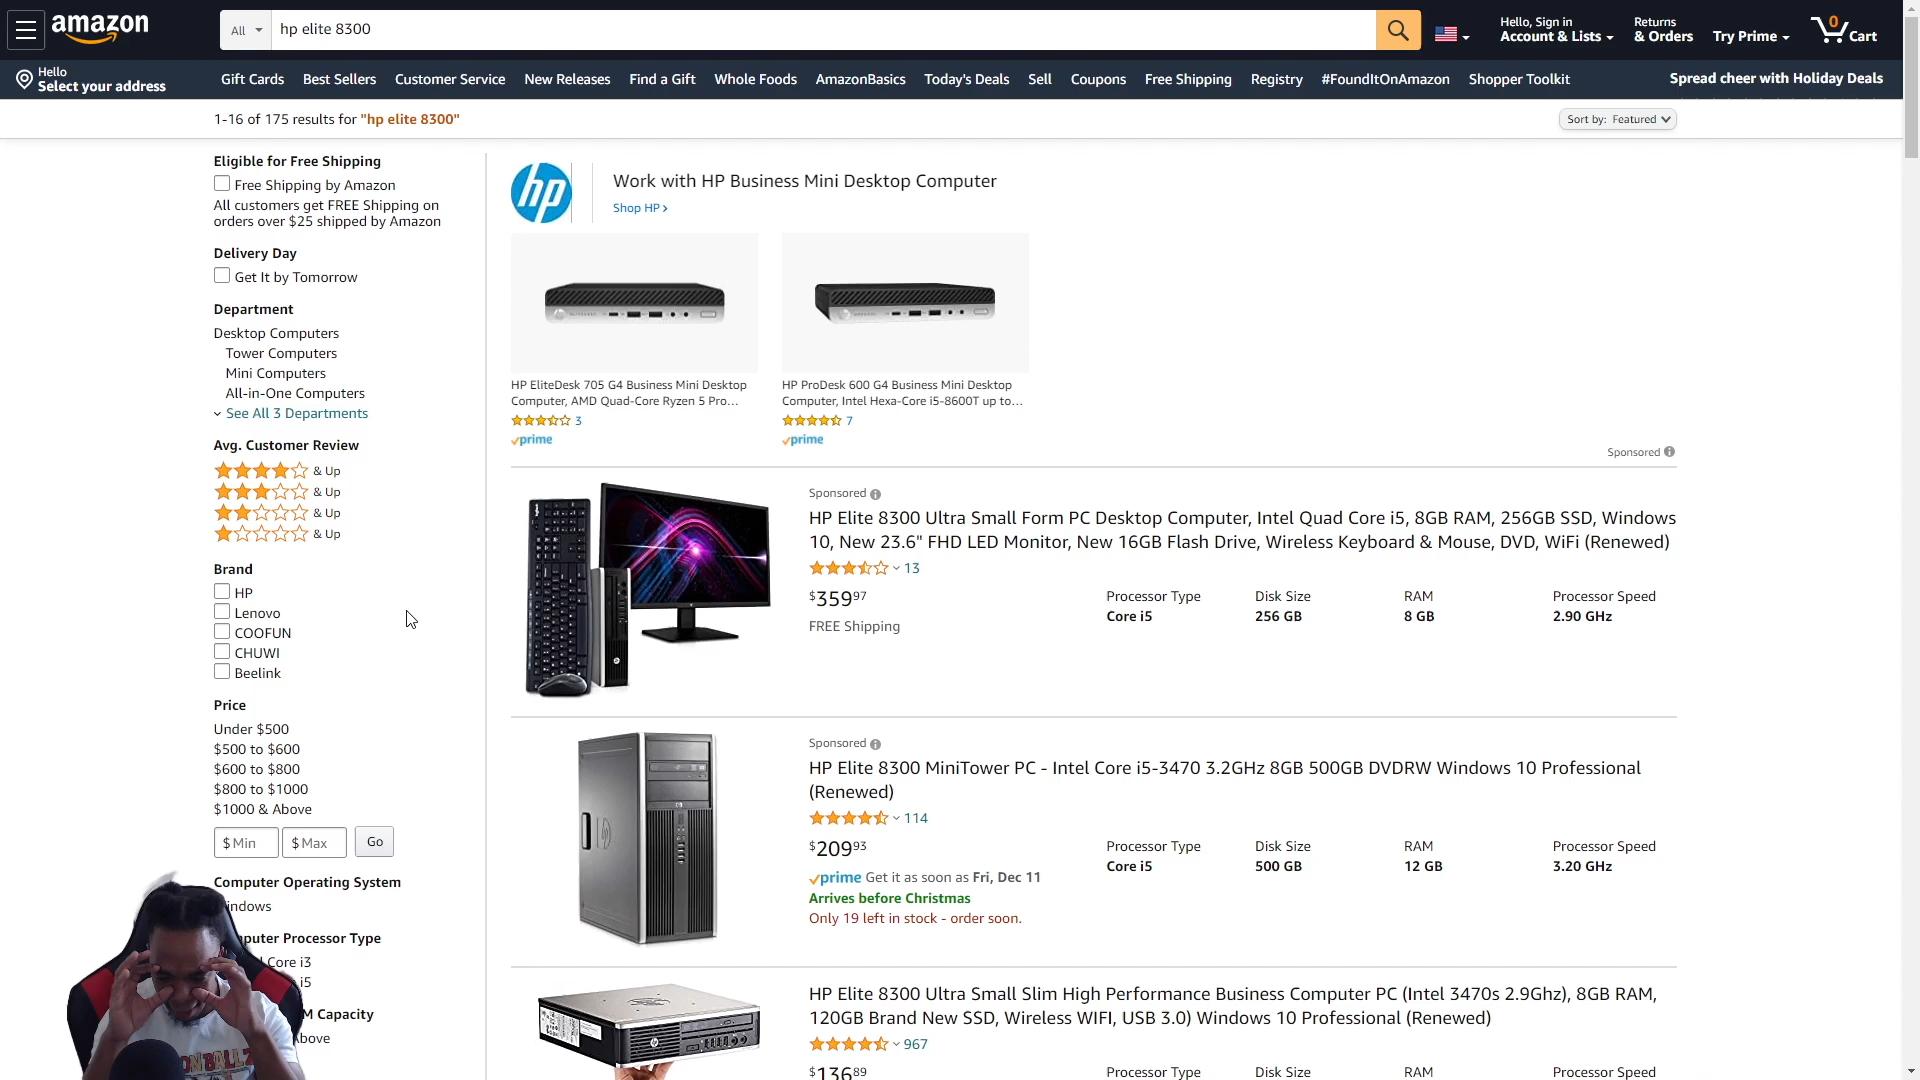 amazon
All
hp elite 8300
Hello, Sign in
Account & Lists
Returns
& Orders
Try Prime
0
Cart
Hello
Select your address
Gift Cards
Best Sellers
Customer Service
New Releases
Find a Gift
Whole Foods
AmazonBasics
Today's Deals
Sell
Coupons
Free Shipping
Registry
#FoundItOnAmazon
Shopper Toolkit
Spread cheer with Holiday Deals
1-16 of 175 results for "hp elite 8300"
Sort by: Featured
Eligible for Free Shipping
Free Shipping by Amazon
All customers get FREE Shipping on
orders over $25 shipped by Amazon
Delivery Day
Get It by Tomorrow
Department
Desktop Computers
Tower Computers
Mini Computers
All-in-One Computers
See All 3 Departments
Avg. Customer Review
& Up
& Up
& Up
& Up
Brand
HP
Lenovo
COOFUN
CHUWI
Beelink
Price
Under $500
$500 to $600
$600 to $800
$800 to $1000
$1000 & Above
$ Min
$ Max
Go
Computer Operating System
indows
puter Processor Type
Core i3
i5
M Capacity
bove
hp
Work with HP Business Mini Desktop Computer
Shop HP ›
HP EliteDesk 705 G4 Business Mini Desktop
Computer, AMD Quad-Core Ryzen 5 Pro...
3
prime
HP ProDesk 600 G4 Business Mini Desktop
Computer, Intel Hexa-Core i5-8600T up to...
7
prime
Sponsored
Sponsored
HP Elite 8300 Ultra Small Form PC Desktop Computer, Intel Quad Core i5, 8GB RAM, 256GB SSD, Windows
10, New 23.6" FHD LED Monitor, New 16GB Flash Drive, Wireless Keyboard & Mouse, DVD, WiFi (Renewed)
13
$359 97
FREE Shipping
Processor Type
Core i5
Disk Size
256 GB
RAM
8 GB
Processor Speed
2.90 GHz
Sponsored
HP Elite 8300 MiniTower PC - Intel Core i5-3470 3.2GHz 8GB 500GB DVDRW Windows 10 Professional
(Renewed)
114
$209 93
prime Get it as soon as Fri, Dec 11
Arrives before Christmas
Only 19 left in stock - order soon.
Processor Type
Core i5
Disk Size
500 GB
RAM
12 GB
Processor Speed
3.20 GHz
HP Elite 8300 Ultra Small Slim High Performance Business Computer PC (Intel 3470s 2.9Ghz), 8GB RAM,
120GB Brand New SSD, Wireless WIFI, USB 3.0) Windows 10 Professional (Renewed)
967
$136 89
Processor Type
Disk Size
RAM
Processor Speed